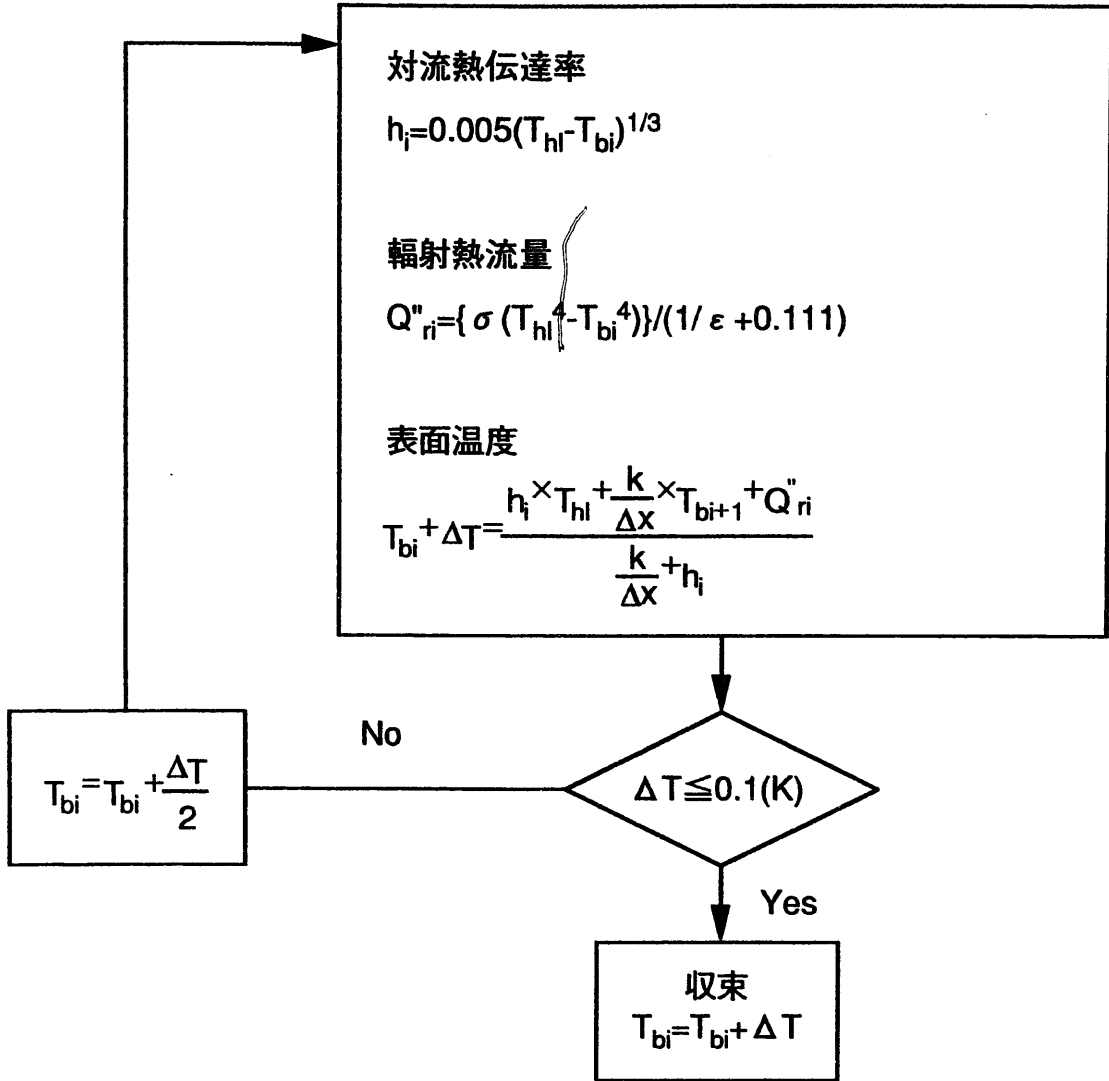 対流熱伝達率
hi=0.005(Thl-Tbi)1/3
輻射熱流量
Q"ri={σ(Thl4-Tbi4)}/(1/ε+0.111)
表面温度
Tbi+ΔT=
hi×Thl+k/Δx×Tbi+1+Q"ri
k/Δx+hi
No
Tbi=Tbi+ΔT/2
ΔT≦0.1(K)
Yes
収束
Tbi=Tbi+ΔT